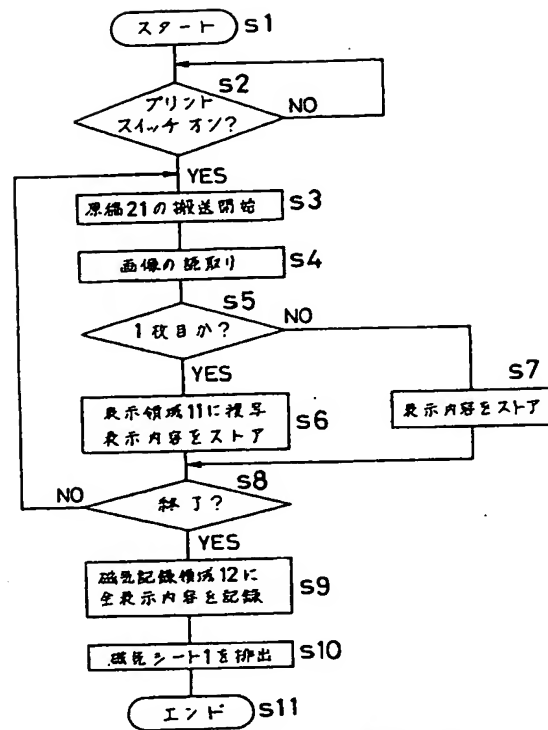 スタート s1
s2
プリント
スイッチオン?
NO
YES
原稿21の搬送開始 s3
画像の読取り s4
s5
1枚目か?
NO
YES
s7
表示領域11に複写
表示内容をストア
s6
表示内容をストア
s8
NO
終了?
YES
磁気記録領域12に
全表示内容を記録
s9
磁気シート1を排出 s10
エンド s11